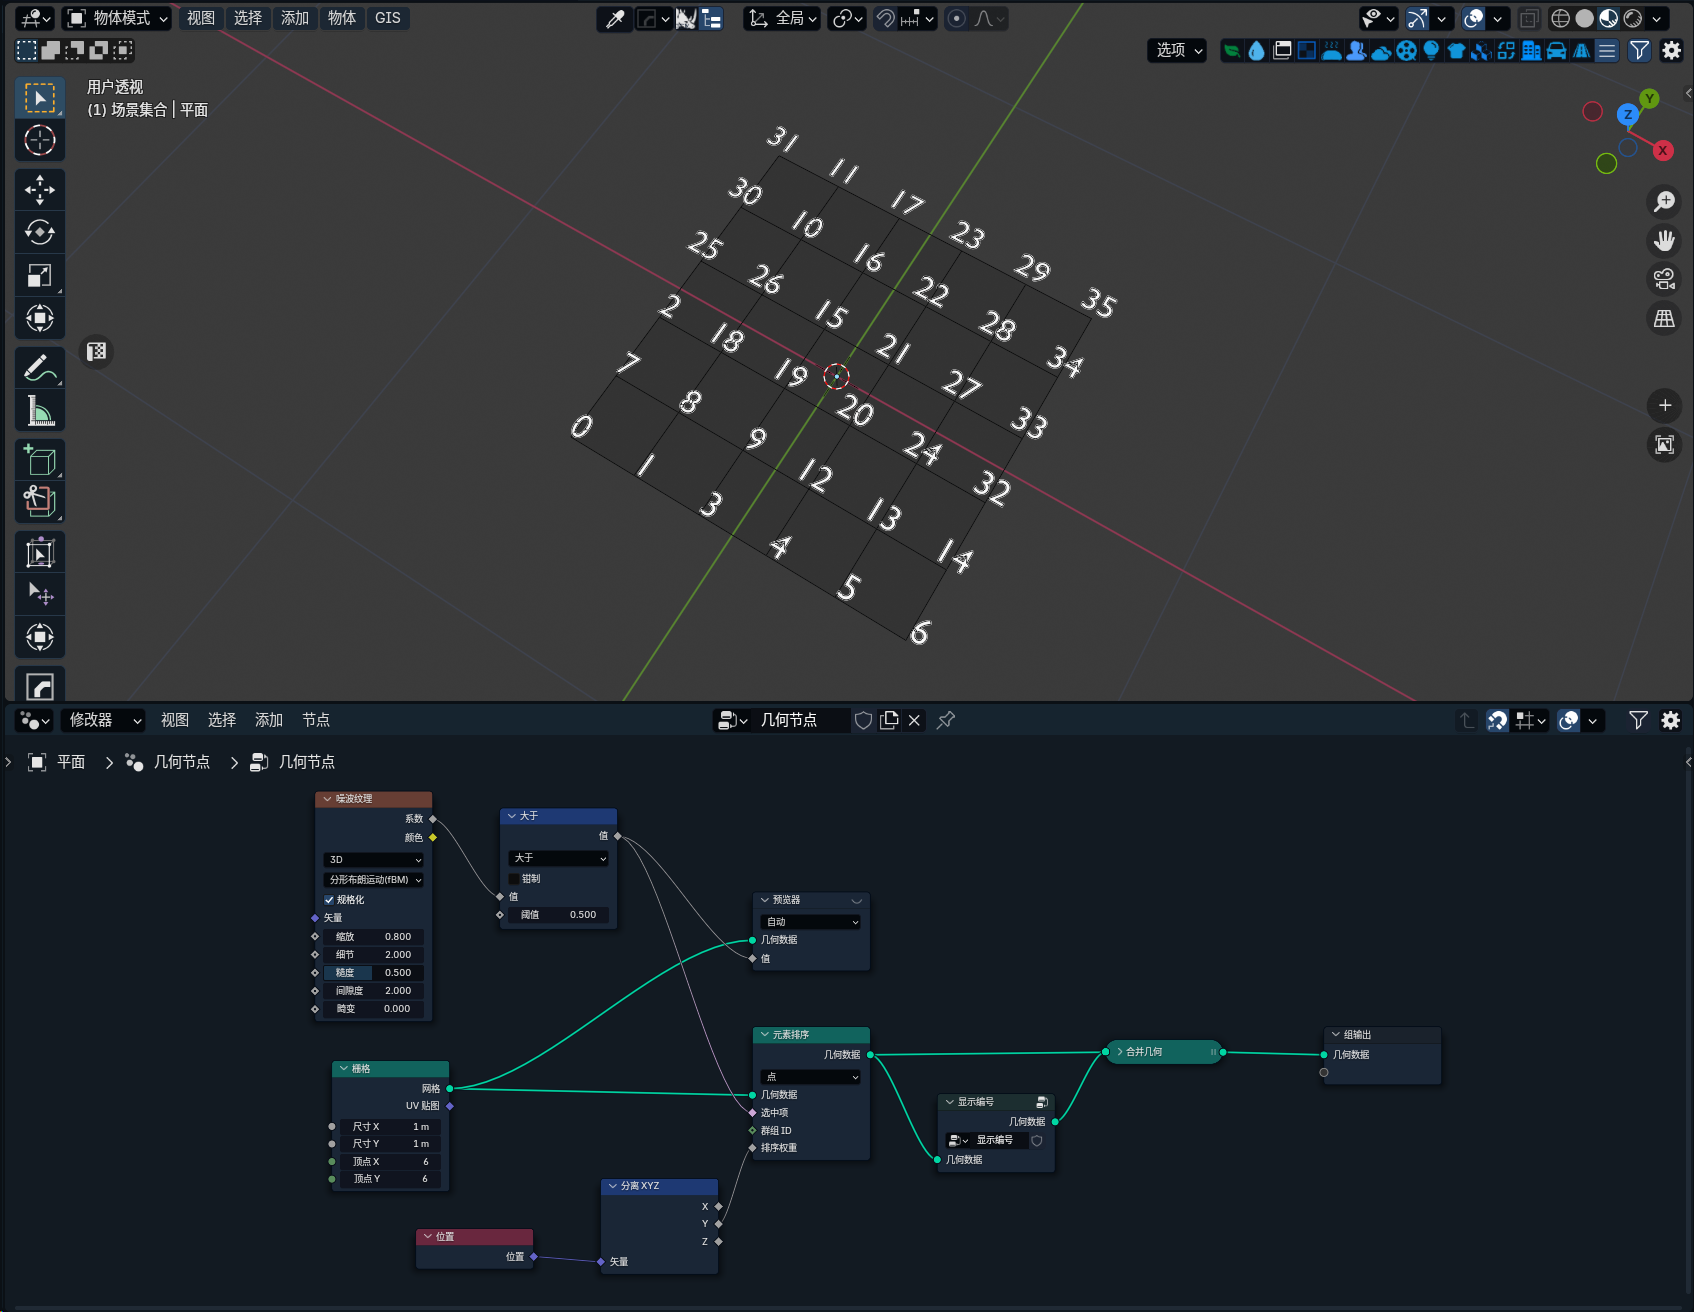 物体模式 视图 选择 添加 物体 GIS 全局
选项
用户透视
(1) 场景集合 | 平面
Y
Z
X
31
11
30
17
10
23
25
16
29
26
22
35
2
15
28
18
21
34
7
19
27
8
20
33
0
9
24
1
12
32
3
13
4
14
5
6
修改器 视图 选择 添加 节点 几何节点
平面 几何节点 几何节点
噪波纹理
系数
颜色
3D
分形布朗运动(fBM)
规格化
矢量
缩放 0.800
细节 2.000
糙度 0.500
间隙度 2.000
畸变 0.000
大于
值
大于
钳制
值
阈值 0.500
预览器
自动
几何数据
值
元素排序
几何数据
点
几何数据
选中项
群组 ID
排序权重
合并几何
组输出
几何数据
显示编号
几何数据
显示编号
几何数据
栅格
网格
UV 贴图
尺寸 X 1 m
尺寸 Y 1 m
顶点 X 6
顶点 Y 6
分离 XYZ
X
Y
Z
矢量
位置
位置